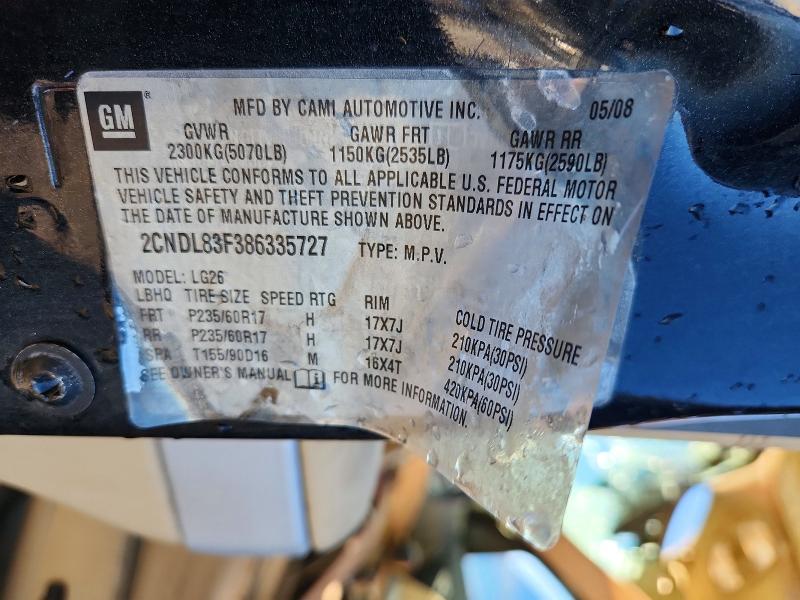 GM®
MFD BY CAMI AUTOMOTIVE INC. 05/08
GVWR GAWR FRT GAWR RR
2300KG(5070LB) 1150KG(2535LB) 1175KG(2590LB)
THIS VEHICLE CONFORMS TO ALL APPLICABLE U.S. FEDERAL MOTOR
VEHICLE SAFETY AND THEFT PREVENTION STANDARDS IN EFFECT ON
THE DATE OF MANUFACTURE SHOWN ABOVE.
2CNDL83F386335727 TYPE: M.P.V.
MODEL: LG26
LBHQ TIRE SIZE SPEED RTG RIM COLD TIRE PRESSURE
FRT P235/60R17 H 17X7J 210KPA(30PSI)
RR P235/60R17 H 17X7J 210KPA(30PSI)
SPA T155/90D16 M 16X4T 420KPA(60PSI)
SEE OWNER'S MANUAL FOR MORE INFORMATION.